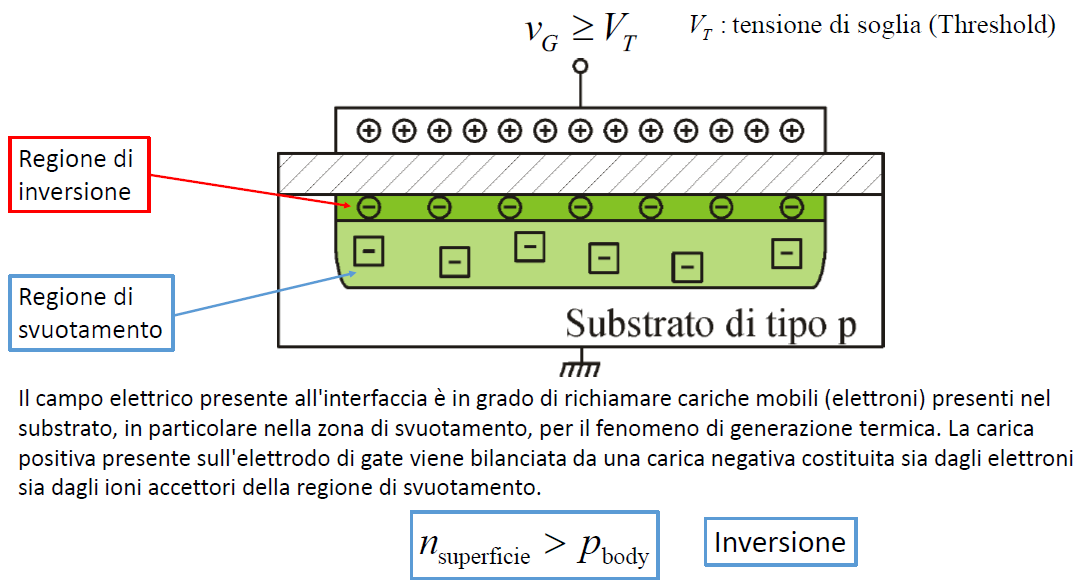 v_G ≥ V_T
V_T : tensione di soglia (Threshold)
+ + + + + + + + + + + + +
Regione di
inversione
− − − − − − −
− − − − − −
Regione di
svuotamento
Substrato di tipo p
Il campo elettrico presente all'interfaccia è in grado di richiamare cariche mobili (elettroni) presenti nel
substrato, in particolare nella zona di svuotamento, per il fenomeno di generazione termica. La carica
positiva presente sull'elettrodo di gate viene bilanciata da una carica negativa costituita sia dagli elettroni
sia dagli ioni accettori della regione di svuotamento.
n_superficie > p_body
Inversione